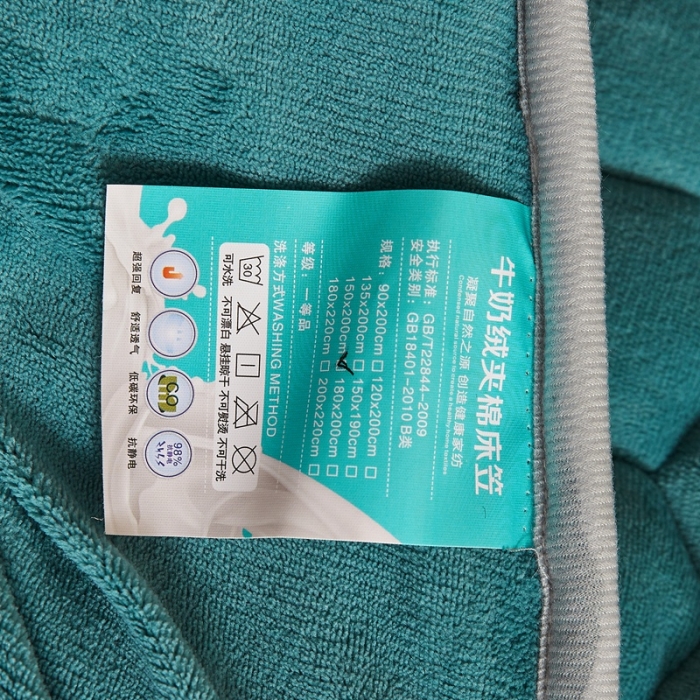 牛奶绒夹棉床笠
凝聚自然之源 创造健康家纺
执行标准：GB/T22844-2009
安全类别：GB18401-2010 B类
规格：90x200cm □ 120x200cm □
135x200cm □ 150x190cm □
150x200cm ✓ 180x200cm □
180x220cm □ 200x220cm □
等级：一等品
洗涤方式WASHING METHOD
30
可水洗 不可漂白 悬挂晾干 不可熨烫 不可干洗
超强回复 舒适透气 低碳环保 抗静电
98%
抗静电